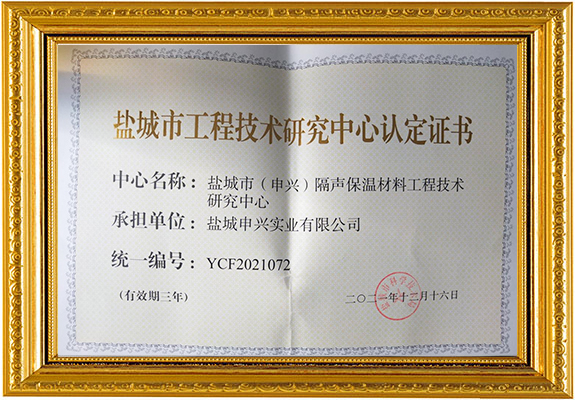 盐城市工程技术研究中心认定证书
中心名称：盐城市（申兴）隔声保温材料工程技术
研究中心
承担单位：盐城申兴实业有限公司
统一编号：YCF2021072
（有效期三年）
二〇二一年十二月十六日